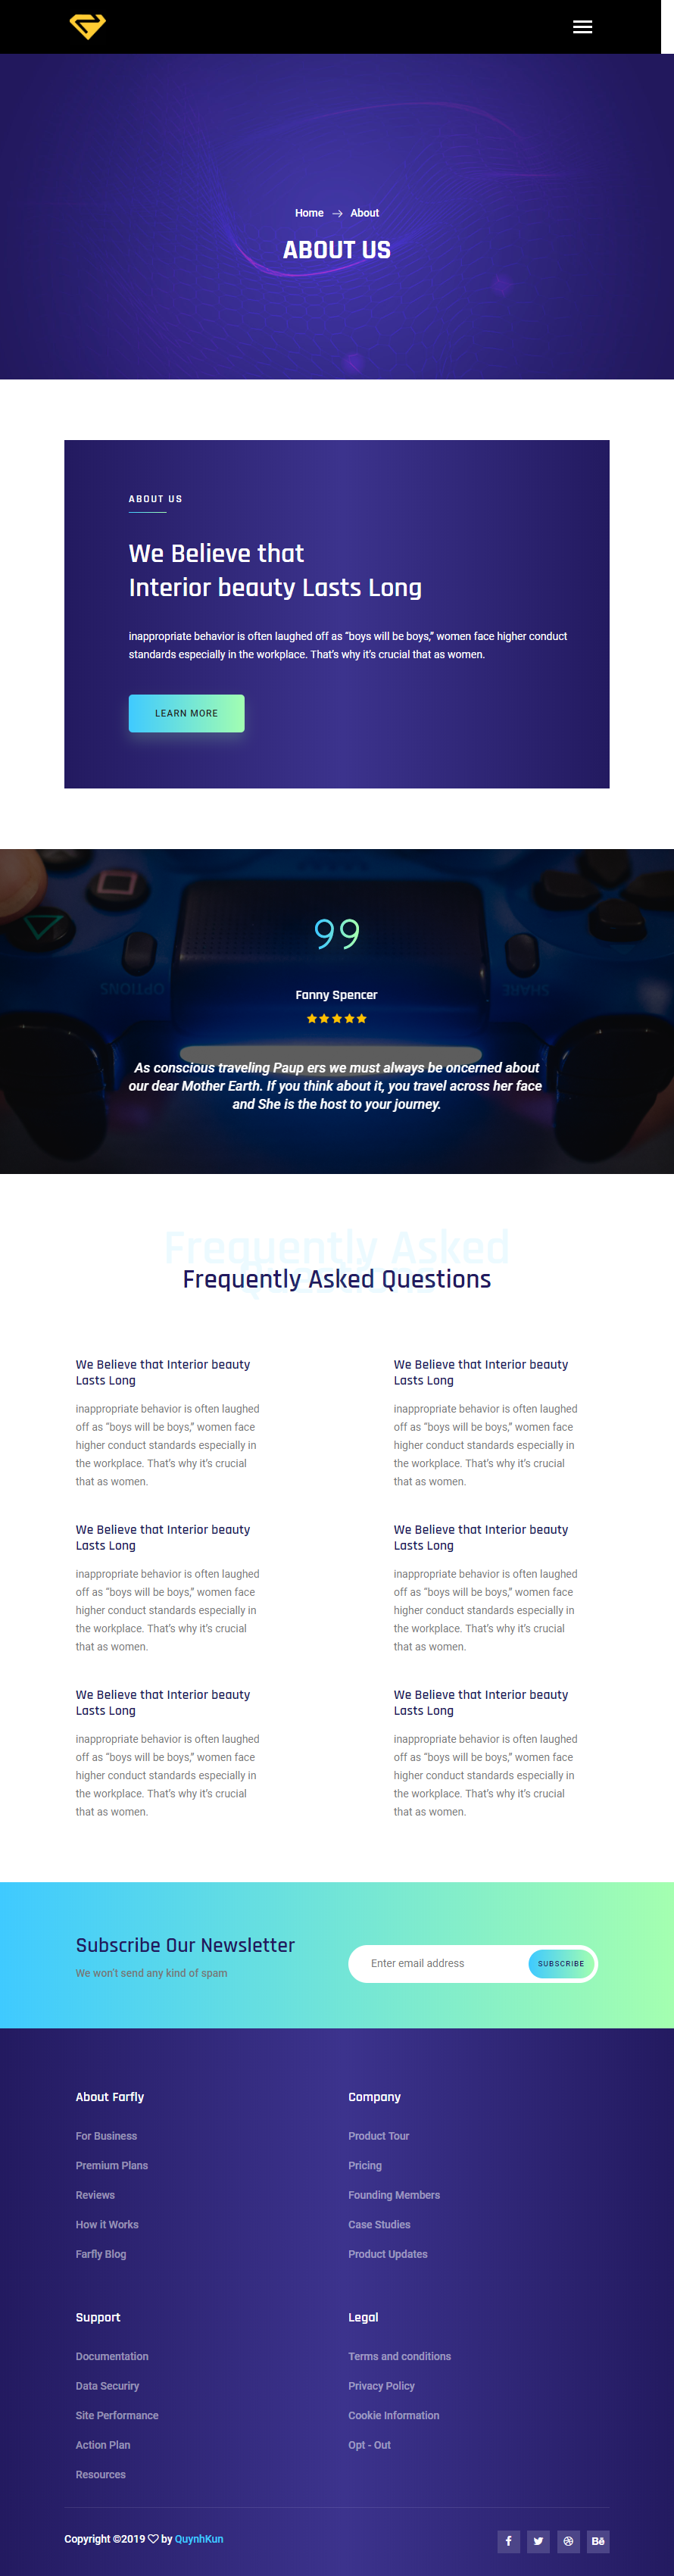 Home → About
ABOUT US
ABOUT US
We Believe that
Interior beauty Lasts Long
inappropriate behavior is often laughed off as “boys will be boys,” women face higher conduct
standards especially in the workplace. That’s why it’s crucial that as women.
LEARN MORE
OPTIONS
SHARE
Fanny Spencer
As conscious traveling Paup ers we must always be oncerned about
our dear Mother Earth. If you think about it, you travel across her face
and She is the host to your journey.
Frequently Asked
Questions
Frequently Asked Questions
We Believe that Interior beauty
Lasts Long
inappropriate behavior is often laughed
off as “boys will be boys,” women face
higher conduct standards especially in
the workplace. That’s why it’s crucial
that as women.
We Believe that Interior beauty
Lasts Long
inappropriate behavior is often laughed
off as “boys will be boys,” women face
higher conduct standards especially in
the workplace. That’s why it’s crucial
that as women.
We Believe that Interior beauty
Lasts Long
inappropriate behavior is often laughed
off as “boys will be boys,” women face
higher conduct standards especially in
the workplace. That’s why it’s crucial
that as women.
We Believe that Interior beauty
Lasts Long
inappropriate behavior is often laughed
off as “boys will be boys,” women face
higher conduct standards especially in
the workplace. That’s why it’s crucial
that as women.
We Believe that Interior beauty
Lasts Long
inappropriate behavior is often laughed
off as “boys will be boys,” women face
higher conduct standards especially in
the workplace. That’s why it’s crucial
that as women.
We Believe that Interior beauty
Lasts Long
inappropriate behavior is often laughed
off as “boys will be boys,” women face
higher conduct standards especially in
the workplace. That’s why it’s crucial
that as women.
Subscribe Our Newsletter
We won’t send any kind of spam
Enter email address
SUBSCRIBE
About Farfly
For Business
Premium Plans
Reviews
How it Works
Farfly Blog
Company
Product Tour
Pricing
Founding Members
Case Studies
Product Updates
Support
Documentation
Data Securiry
Site Performance
Action Plan
Resources
Legal
Terms and conditions
Privacy Policy
Cookie Information
Opt - Out
Copyright ©2019 ♡ by QuynhKun